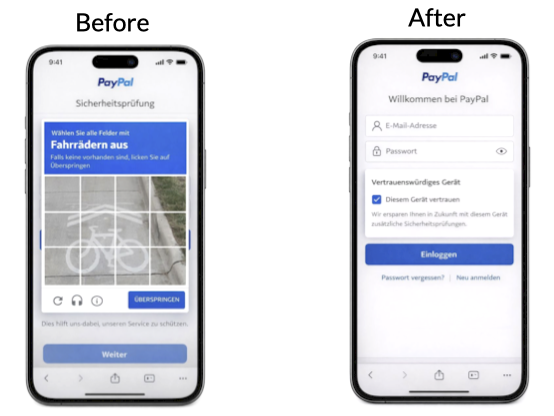 Before
After
9:41
PayPal
Sicherheitsprüfung
Wählen Sie alle Felder mit
Fahrrädern aus
Falls keine vorhanden sind, licken Sie auf
Überspringen
ÜBERSPRINGEN
Dies hilft uns dabei, unseren Service zu schützen.
Weiter
9:41
PayPal
Willkommen bei PayPal
E-Mail-Adresse
Passwort
Vertrauenswürdiges Gerät
Diesem Gerät vertrauen
Wir ersparen Ihnen in Zukunft mit diesem Gerät
zusätzliche Sicherheitsprüfungen.
Einloggen
Passwort vergessen? | Neu anmelden